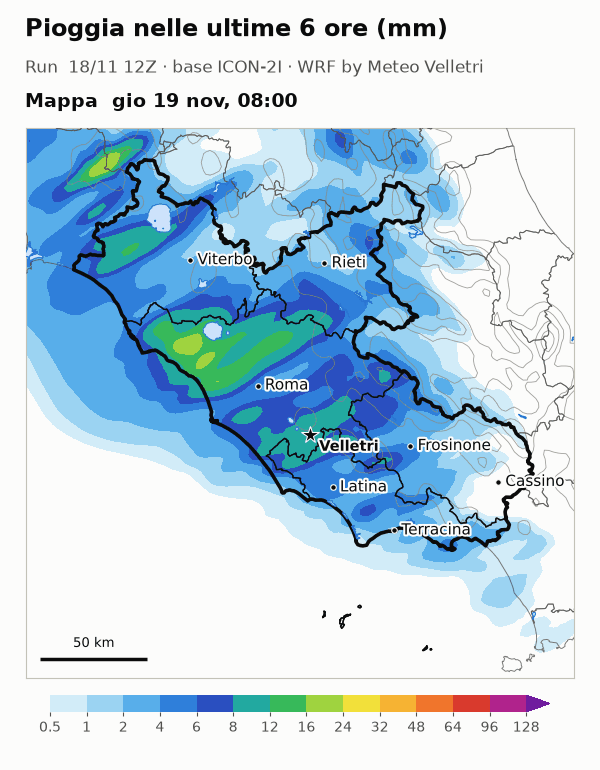 Pioggia nelle ultime 6 ore (mm)
Run 18/11 12Z · base ICON-2I · WRF by Meteo Velletri
Mappa gio 19 nov, 08:00
Viterbo
Rieti
Roma
Velletri
Frosinone
Latina
Cassino
Terracina
50 km
0.5 1 2 4 6 8 12 16 24 32 48 64 96 128